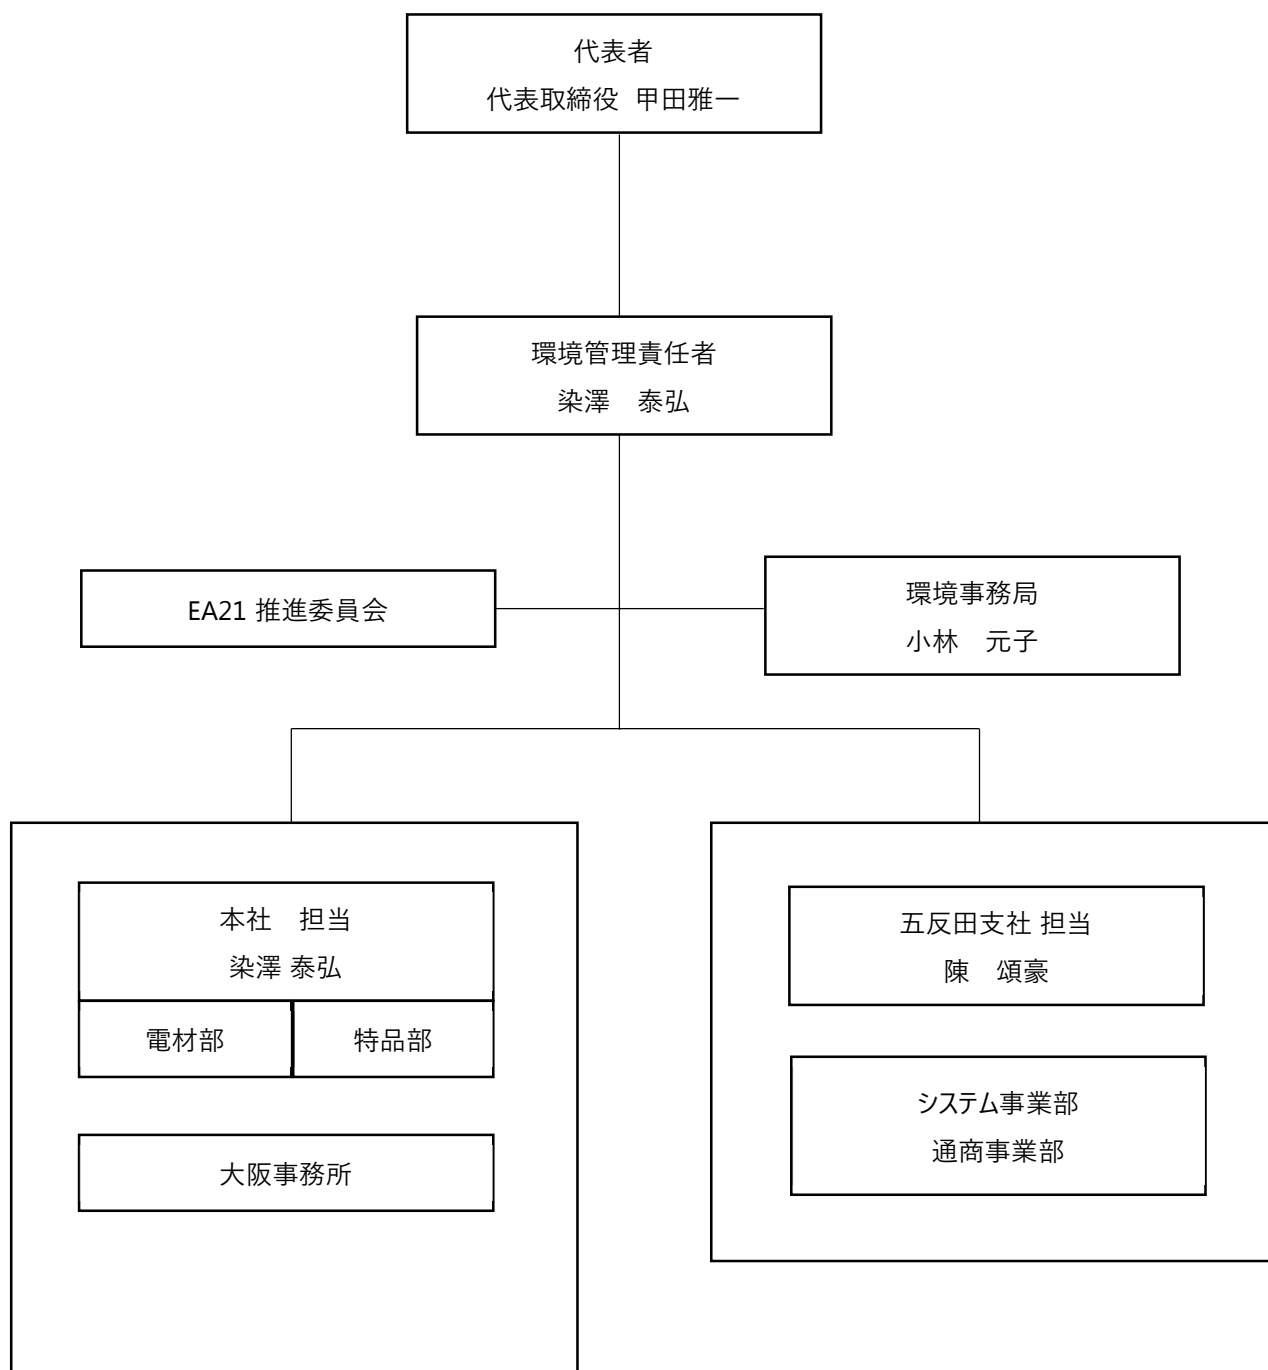 代表者
代表取締役 甲田雅一
環境管理責任者
染澤　泰弘
EA21 推進委員会
環境事務局
小林　元子
本社　担当
染澤 泰弘
電材部
特品部
大阪事務所
五反田支社 担当
陳　頌豪
システム事業部
通商事業部